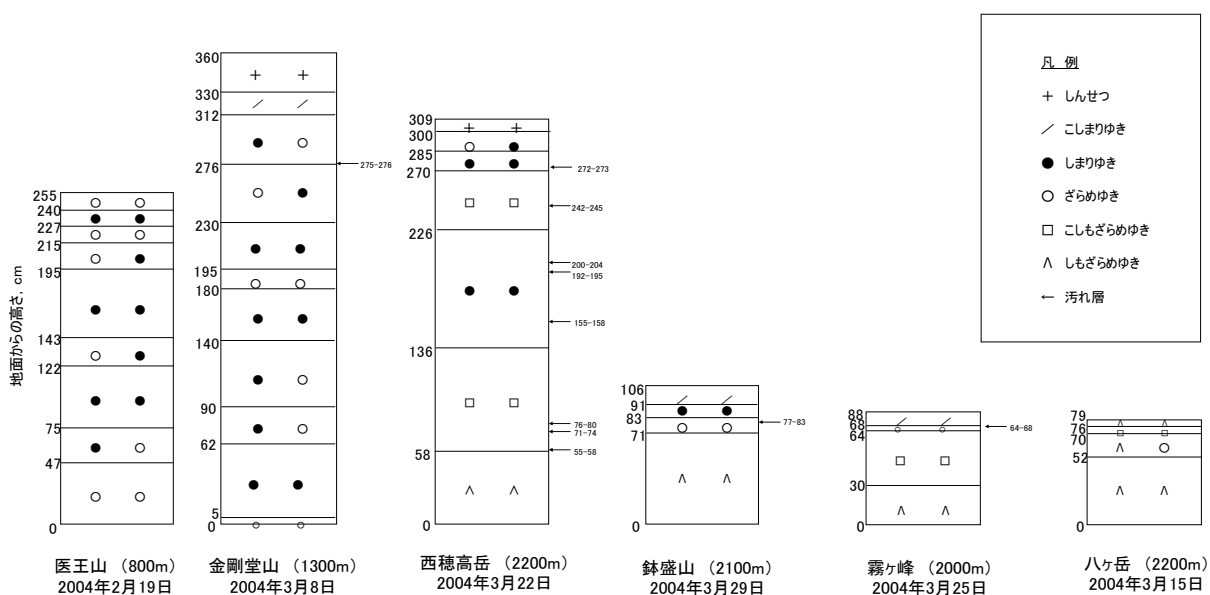 地面からの高さ, cm
255
240
227
215
195
143
122
75
47
0
医王山 (800m)
2004年2月19日
360
330
312
276
230
195
180
140
90
62
5
0
275-276
金剛堂山 (1300m)
2004年3月8日
309
300
285
270
226
136
58
0
272-273
242-245
200-204
192-195
155-158
76-80
71-74
55-58
西穂高岳 (2200m)
2004年3月22日
106
91
83
71
0
77-83
鉢盛山 (2100m)
2004年3月29日
88
68
64
30
0
64-68
霧ヶ峰 (2000m)
2004年3月25日
79
76
70
52
0
八ヶ岳 (2200m)
2004年3月15日
凡 例
+ しんせつ
/ こしまりゆき
● しまりゆき
○ ざらめゆき
□ こしもざらめゆき
∧ しもざらめゆき
← 汚れ層